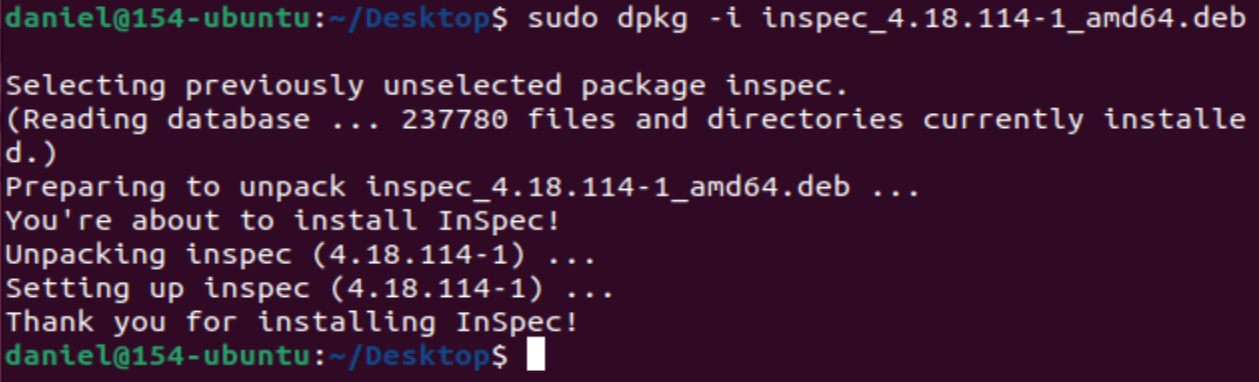 daniel@154-ubuntu:~/Desktop$ sudo dpkg -i inspec_4.18.114-1_amd64.deb
Selecting previously unselected package inspec.
(Reading database ... 237780 files and directories currently installe
d.)
Preparing to unpack inspec_4.18.114-1_amd64.deb ...
You're about to install InSpec!
Unpacking inspec (4.18.114-1) ...
Setting up inspec (4.18.114-1) ...
Thank you for installing InSpec!
daniel@154-ubuntu:~/Desktop$